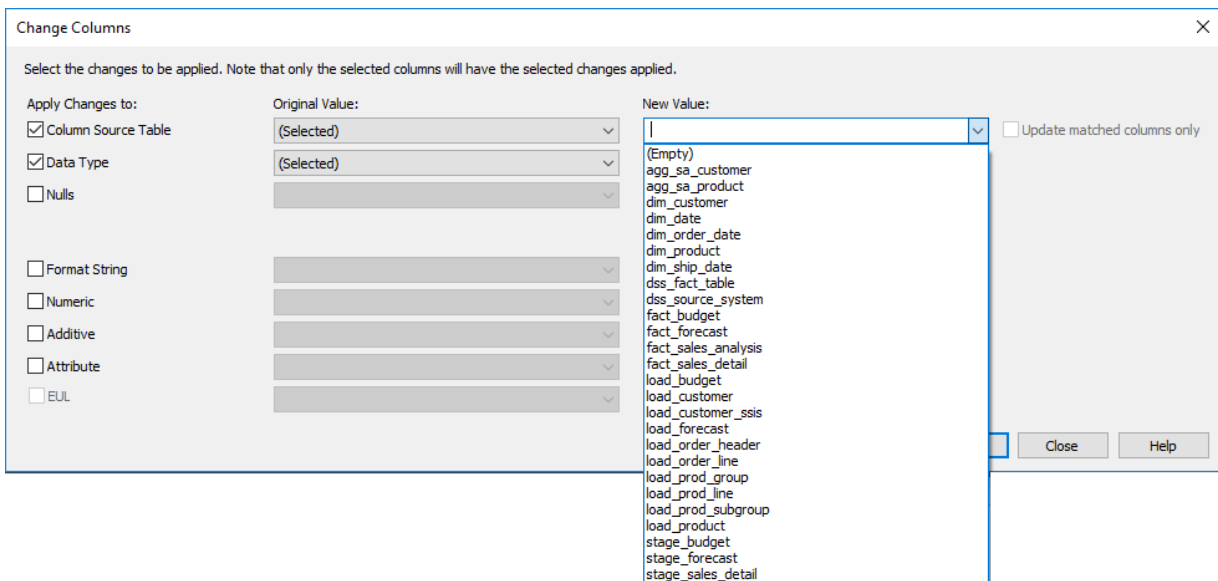 Change Columns
Select the changes to be applied. Note that only the selected columns will have the selected changes applied.
Apply Changes to: Original Value: New Value:
Column Source Table (Selected) Update matched columns only
Data Type (Selected)
Nulls
Format String
Numeric
Additive
Attribute
EUL
(Empty)
agg_sa_customer
agg_sa_product
dim_customer
dim_date
dim_order_date
dim_product
dim_ship_date
dss_fact_table
dss_source_system
fact_budget
fact_forecast
fact_sales_analysis
fact_sales_detail
load_budget
load_customer
load_customer_ssis
load_forecast
load_order_header
load_order_line
load_prod_group
load_prod_line
load_prod_subgroup
load_product
stage_budget
stage_forecast
stage_sales_detail
Close Help